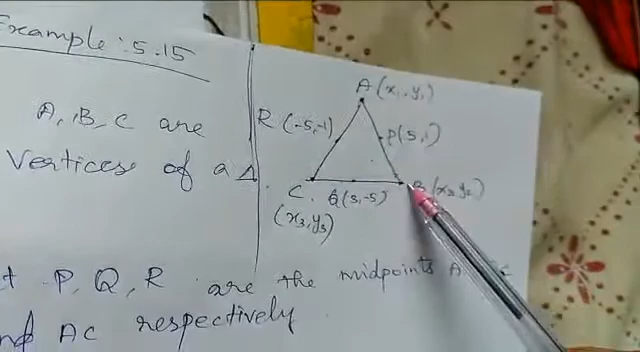 Example: 5.15
A, B, C are
vertices of a Δ.
A (x₁, y₁)
R (-5,-1)
P(5,1)
C. Q(3,-5) B (x₂ y₂)
(x₃, y₃)
P, Q, R are the midpoints
AC respectively